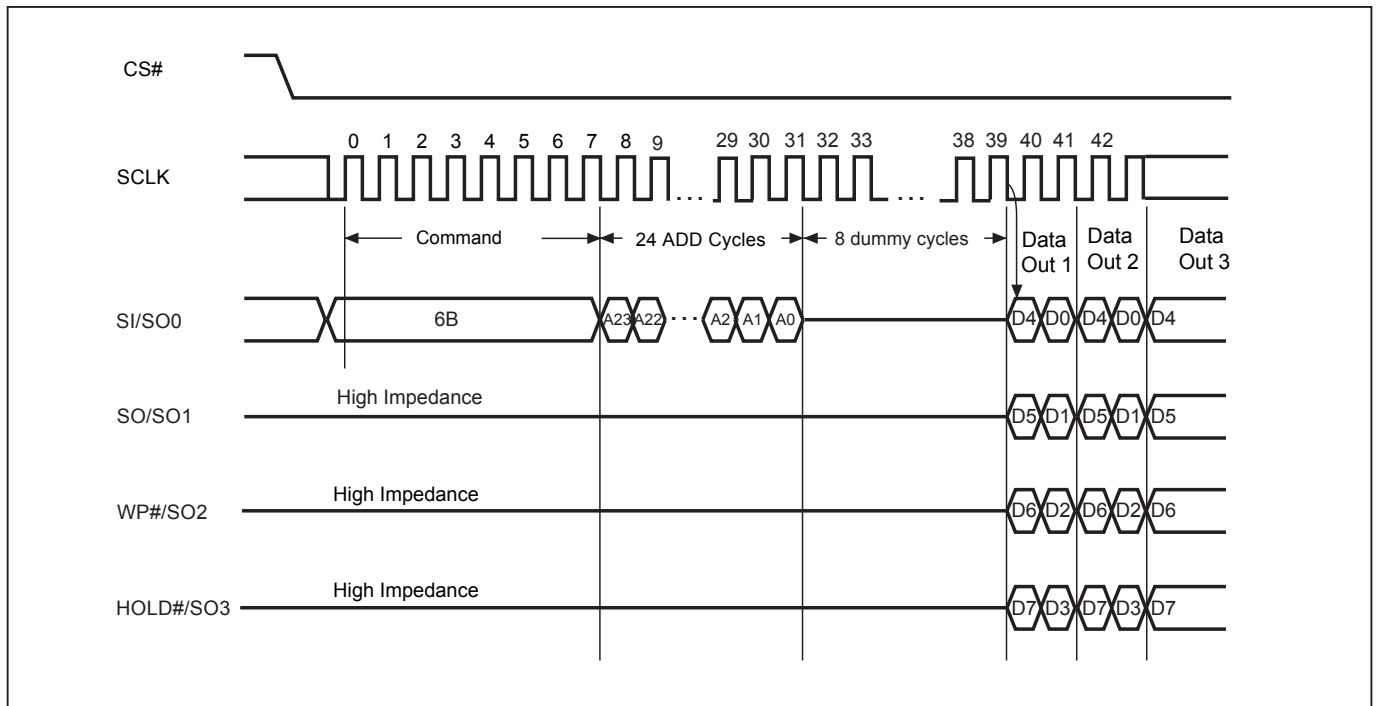 CS#
0 1 2 3 4 5 6 7 8 9 29 30 31 32 33 38 39 40 41 42
SCLK
. . . . . .
Command 24 ADD Cycles 8 dummy cycles Data Out 1 Data Out 2 Data Out 3
SI/SO0 6B A23 A22 · · · A2 A1 A0 D4 D0 D4 D0 D4
High Impedance
SO/SO1 D5 D1 D5 D1 D5
High Impedance
WP#/SO2 D6 D2 D6 D2 D6
High Impedance
HOLD#/SO3 D7 D3 D7 D3 D7